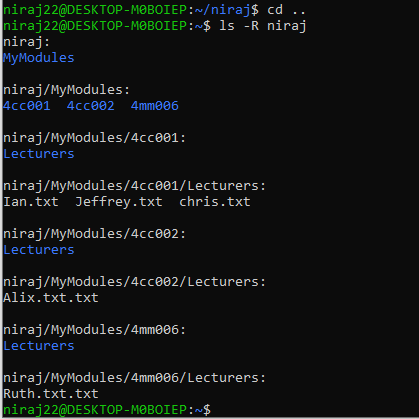 niraj22@DESKTOP-M0BOIEP:~/niraj$ cd ..
niraj22@DESKTOP-M0BOIEP:~$ ls -R niraj
niraj:
MyModules
niraj/MyModules:
4cc001  4cc002  4mm006
niraj/MyModules/4cc001:
Lecturers
niraj/MyModules/4cc001/Lecturers:
Ian.txt  Jeffrey.txt  chris.txt
niraj/MyModules/4cc002:
Lecturers
niraj/MyModules/4cc002/Lecturers:
Alix.txt.txt
niraj/MyModules/4mm006:
Lecturers
niraj/MyModules/4mm006/Lecturers:
Ruth.txt.txt
niraj22@DESKTOP-M0BOIEP:~$